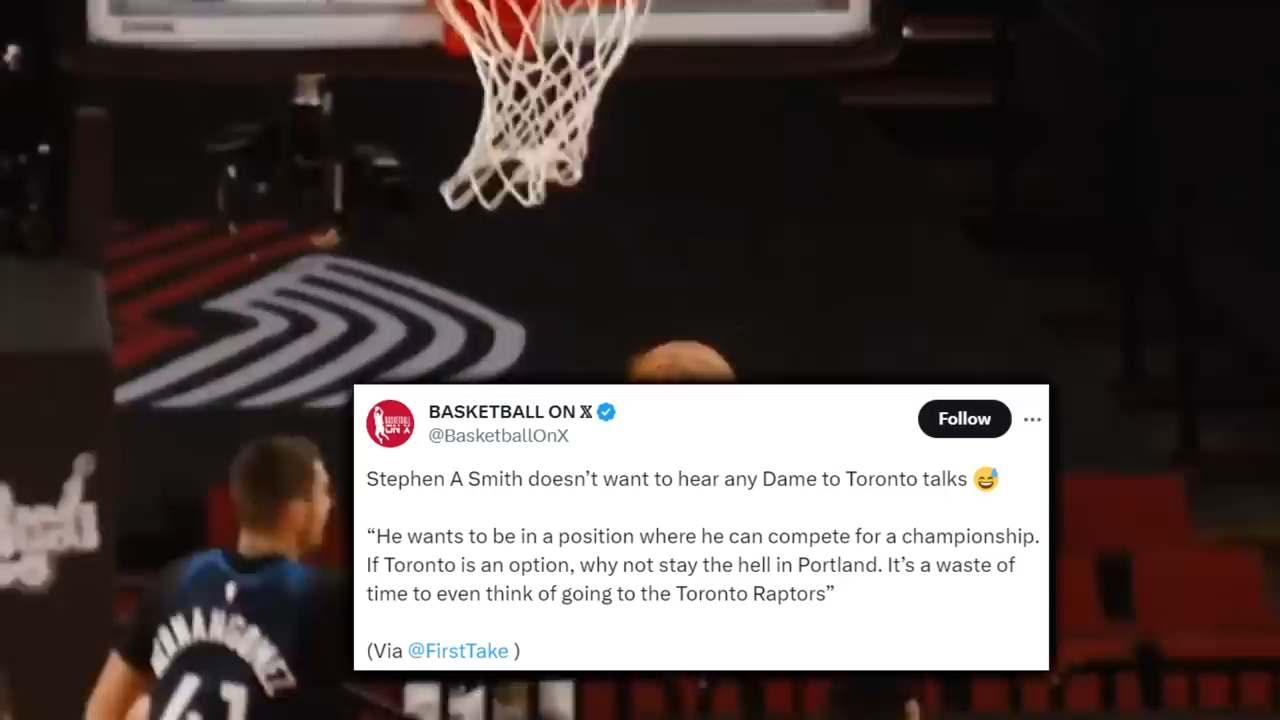 BASKETBALL ON X
@BasketballOnX
Follow
Stephen A Smith doesn’t want to hear any Dame to Toronto talks 😅
“He wants to be in a position where he can compete for a championship.
If Toronto is an option, why not stay the hell in Portland. It’s a waste of
time to even think of going to the Toronto Raptors”
(Via @FirstTake )
41